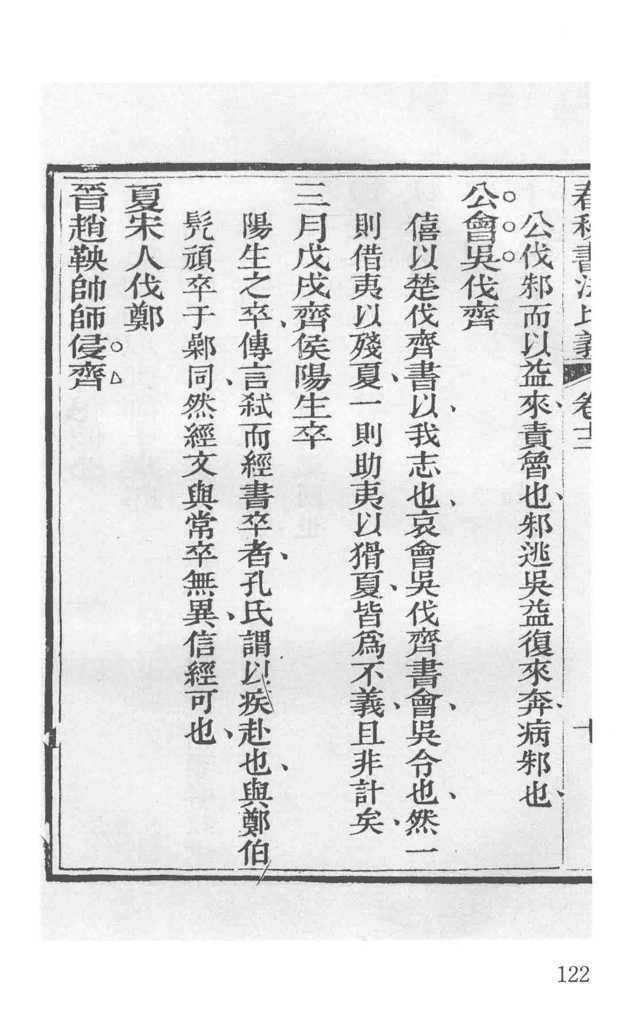 春秋書法比義 卷十二 十
公伐邾而以益來責魯也邾逃吳益復來奔病邾也
公會吳伐齊
僖以楚伐齊書以我志也哀會吳伐齊書會吳令也然一
則借夷以殘夏一則助夷以猾夏皆爲不義且非計矣
三月戊戌齊侯陽生卒
陽生之卒傳言弒而經書卒者孔氏謂以疾赴也與鄭伯
髠頑卒于鄵同然經文與常卒無異信經可也
夏宋人伐鄭
晉趙鞅帥師侵齊
122